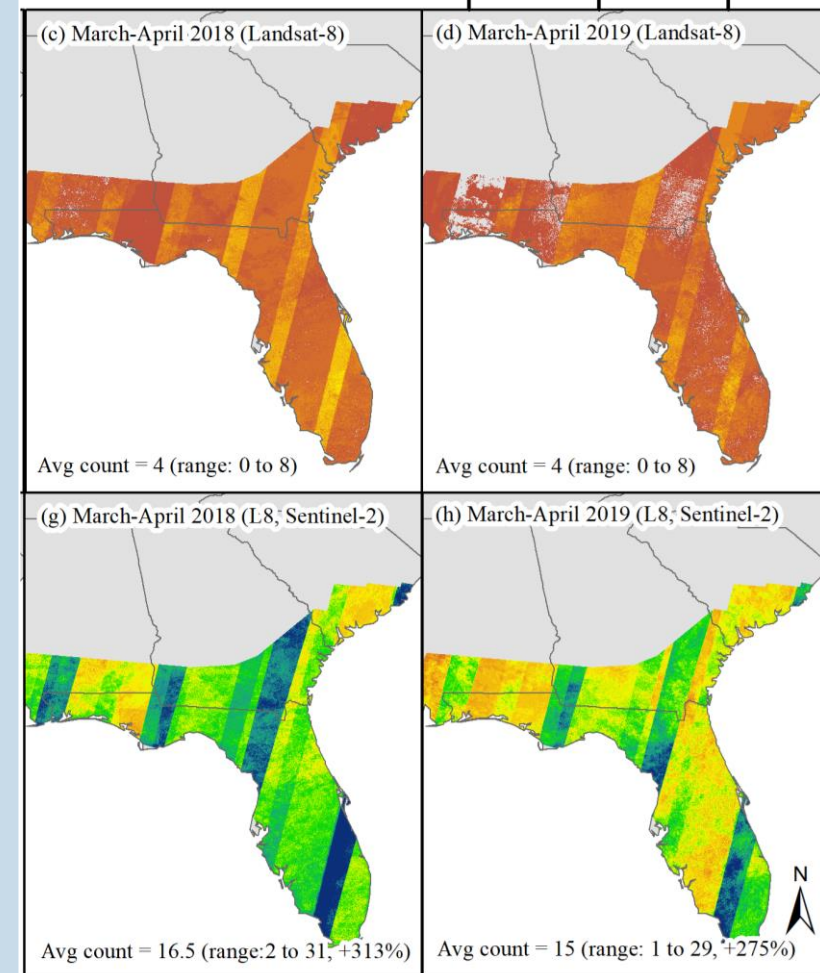 (c) March-April 2018 (Landsat-8)
(d) March-April 2019 (Landsat-8)
Avg count = 4 (range: 0 to 8)
Avg count = 4 (range: 0 to 8)
(g) March-April 2018 (L8, Sentinel-2)
(h) March-April 2019 (L8, Sentinel-2)
N
Avg count = 16.5 (range:2 to 31, +313%)
Avg count = 15 (range: 1 to 29, +275%)